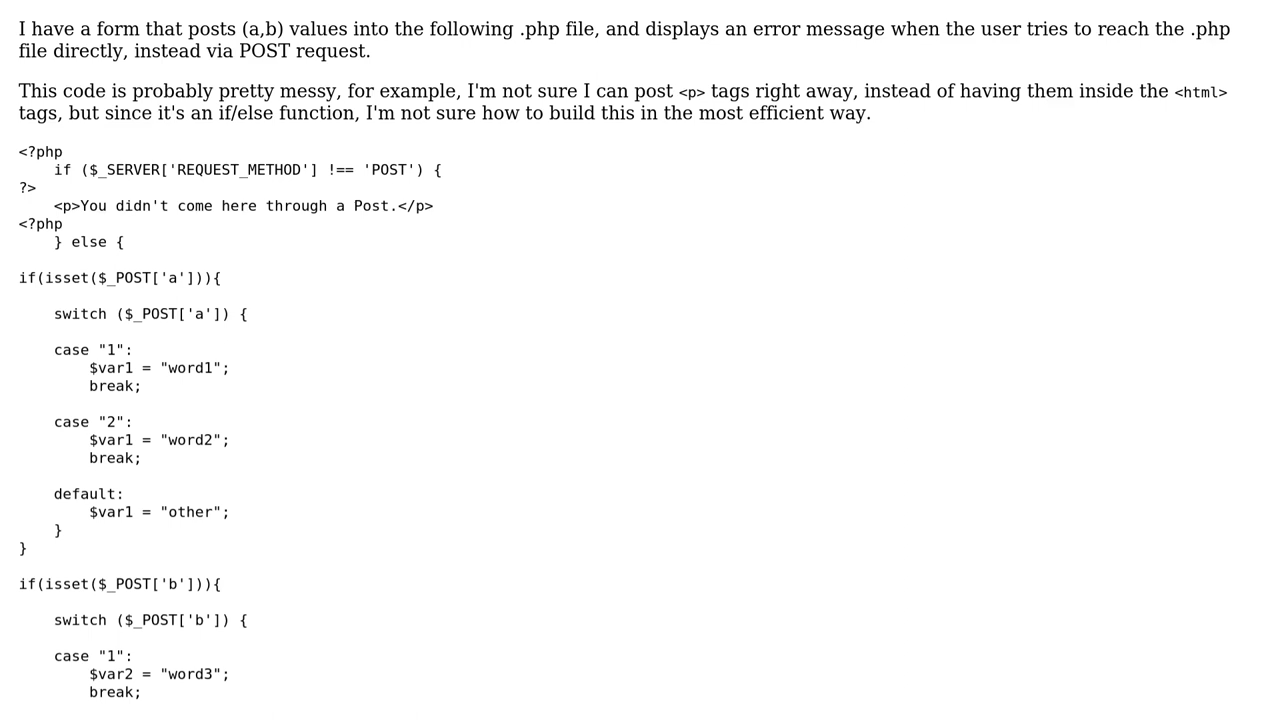 I have a form that posts (a,b) values into the following .php file, and displays an error message when the user tries to reach the .php
file directly, instead via POST request.
This code is probably pretty messy, for example, I'm not sure I can post <p> tags right away, instead of having them inside the <html>
tags, but since it's an if/else function, I'm not sure how to build this in the most efficient way.
<?php
    if ($_SERVER['REQUEST_METHOD'] !== 'POST') {
?>
    <p>You didn't come here through a Post.</p>
<?php
    } else {
if(isset($_POST['a'])){
    switch ($_POST['a']) {
    case "1":
        $var1 = "word1";
        break;
    case "2":
        $var1 = "word2";
        break;
    default:
        $var1 = "other";
    }
}
if(isset($_POST['b'])){
    switch ($_POST['b']) {
    case "1":
        $var2 = "word3";
        break;